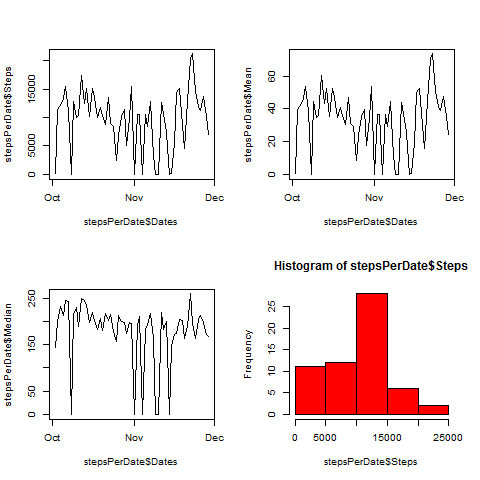 stepsPerDate$Steps
0 5000 15000
Oct Nov Dec
stepsPerDate$Dates
stepsPerDate$Mean
0 20 40 60
Oct Nov Dec
stepsPerDate$Dates
stepsPerDate$Median
0 50 150 250
Oct Nov Dec
stepsPerDate$Dates
Histogram of stepsPerDate$Steps
Frequency
0 5 10 15 20 25
0 5000 15000 25000
stepsPerDate$Steps